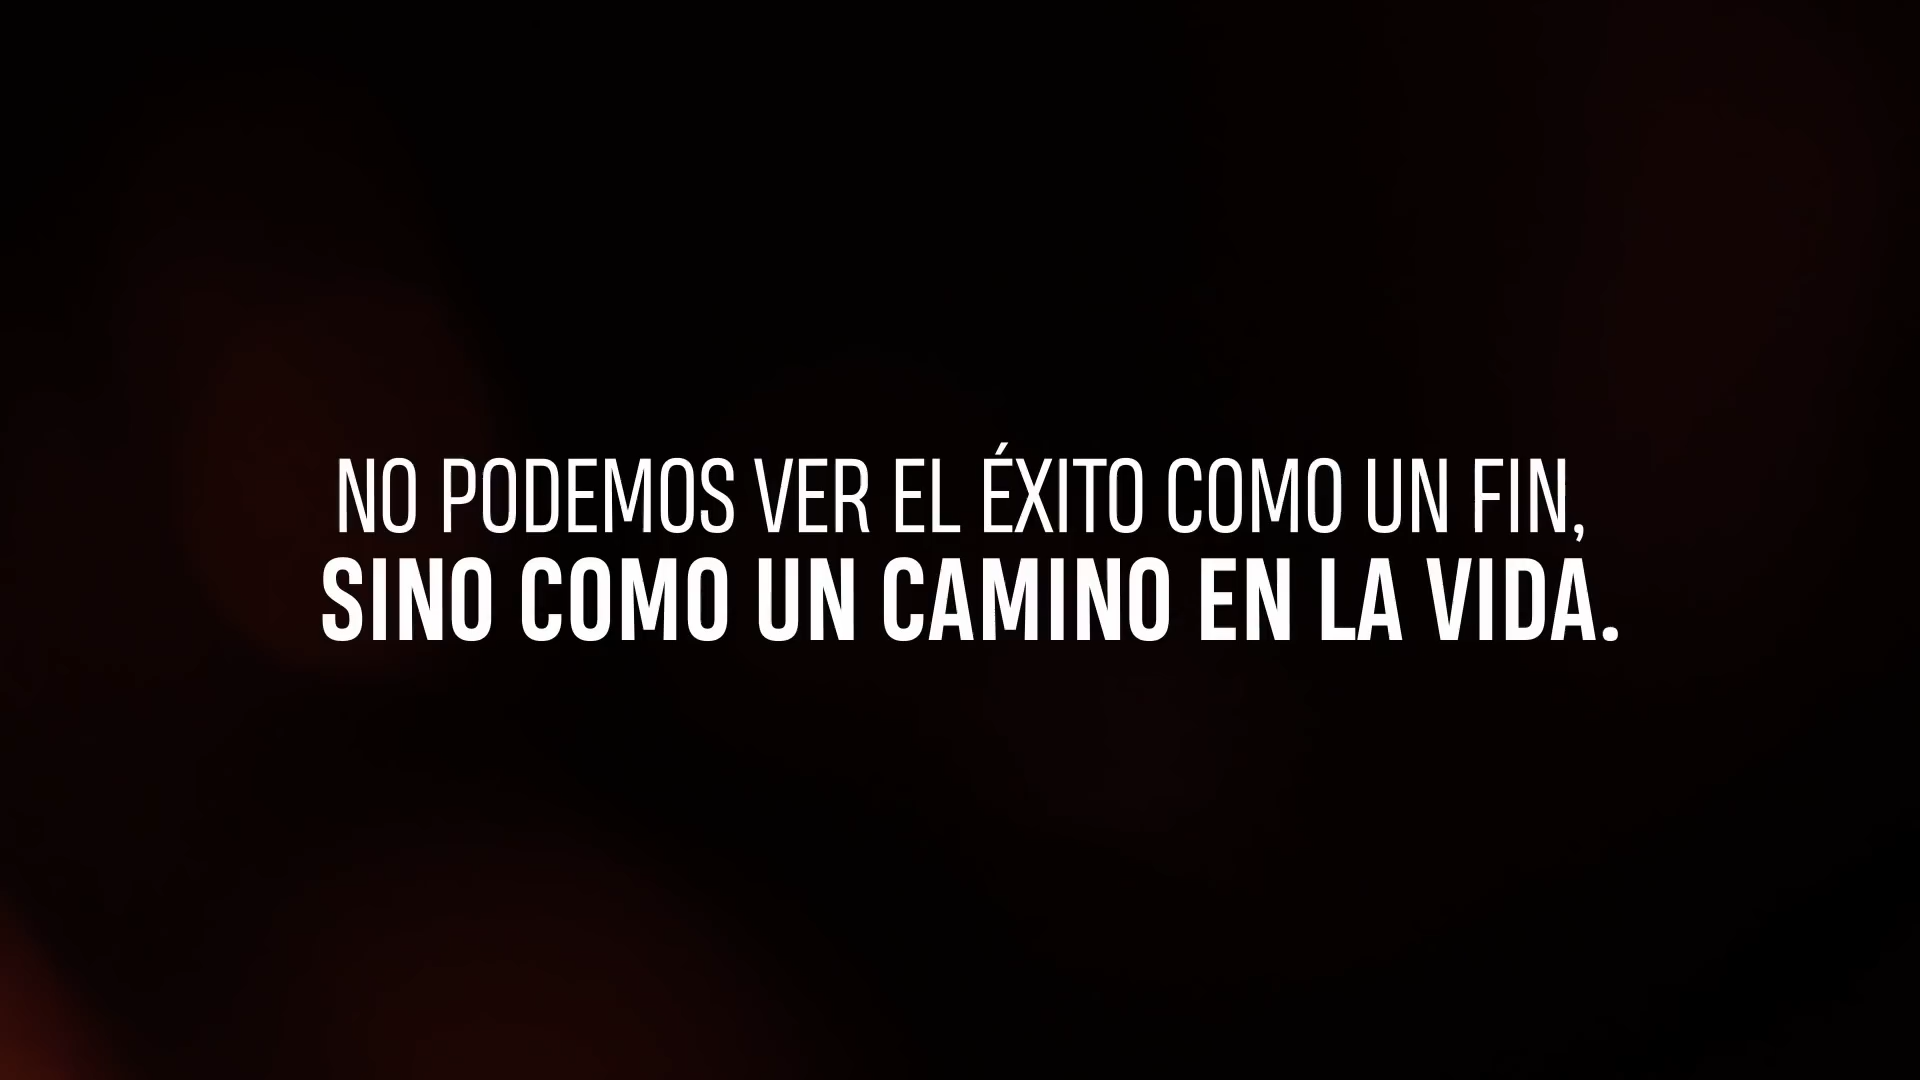 NO PODEMOS VER EL ÉXITO COMO UN FIN,
SINO COMO UN CAMINO EN LA VIDA.